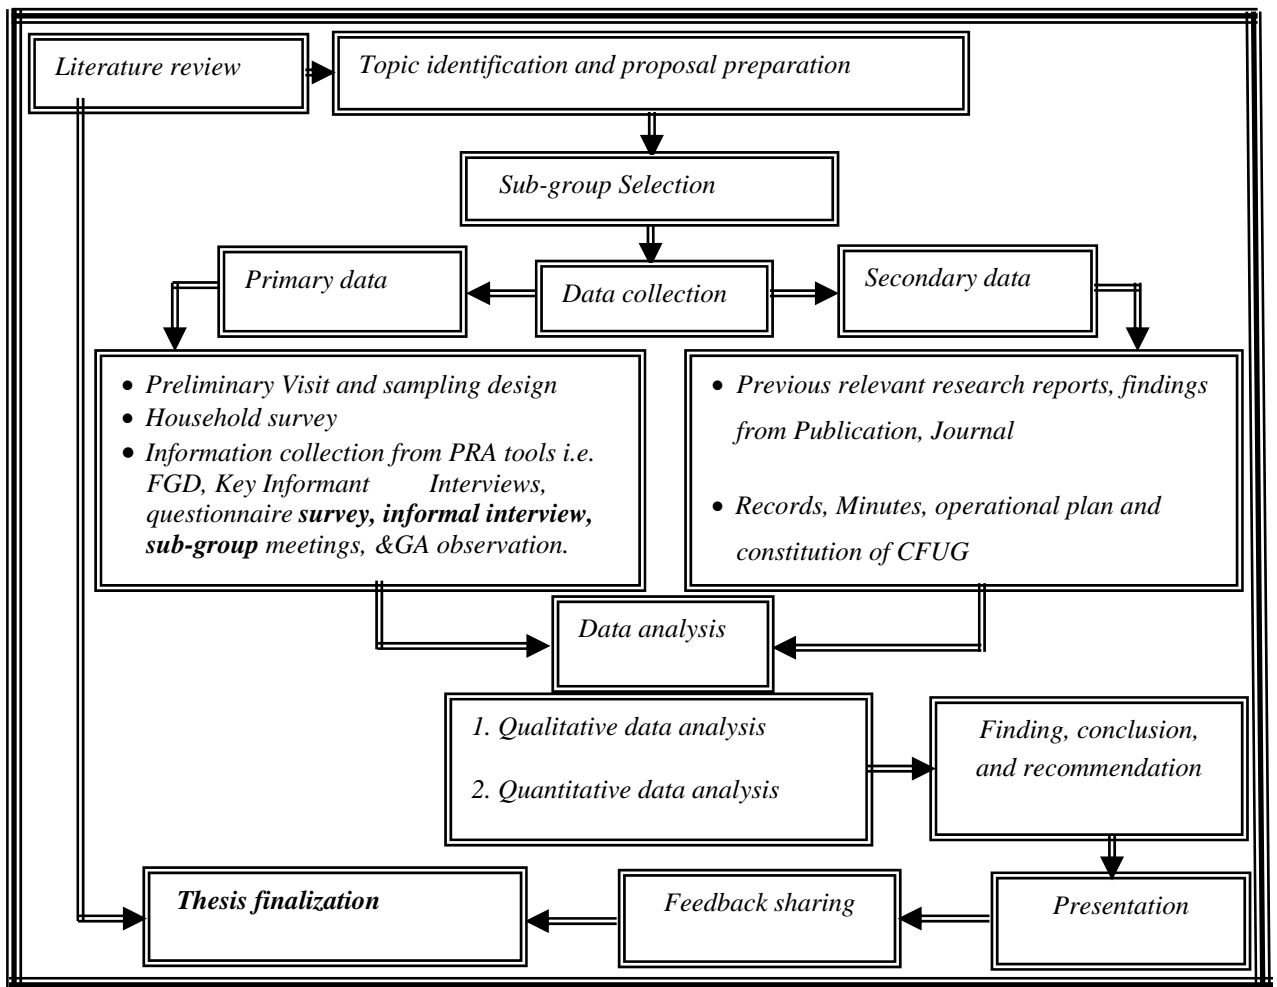 Literature review
Topic identification and proposal preparation
Sub-group Selection
Primary data
Data collection
Secondary data
• Preliminary Visit and sampling design
• Household survey
• Information collection from PRA tools i.e.
FGD, Key Informant Interviews,
questionnaire survey, informal interview,
sub-group meetings, &GA observation.
• Previous relevant research reports, findings
from Publication, Journal
• Records, Minutes, operational plan and
constitution of CFUG
Data analysis
1. Qualitative data analysis
2. Quantitative data analysis
Finding, conclusion,
and recommendation
Thesis finalization
Feedback sharing
Presentation